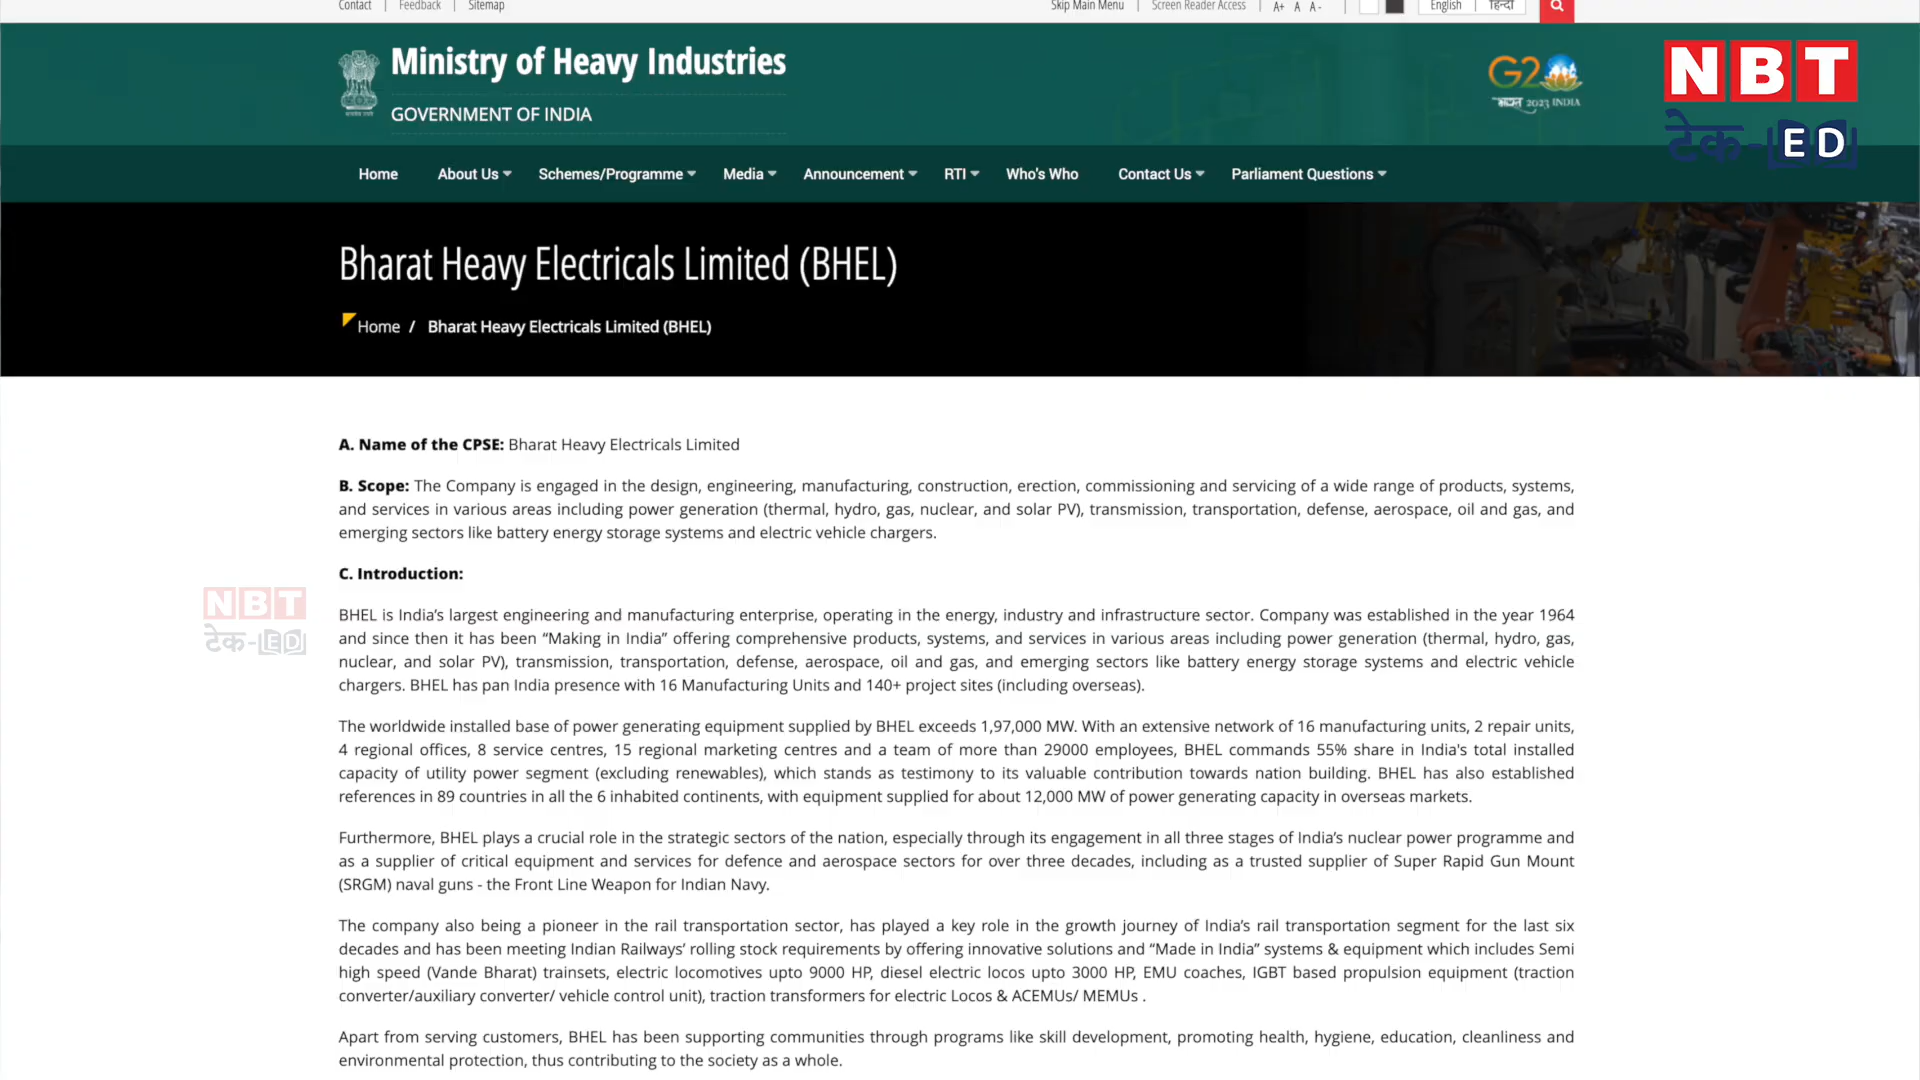 Contact | Feedback | Sitemap
Skip Main Menu | Screen Reader Access | A+ A A- | English | हिन्दी
Ministry of Heavy Industries
GOVERNMENT OF INDIA
G20
भारत 2023 INDIA
NBT
टेक-ED
Home About Us Schemes/Programme Media Announcement RTI Who's Who Contact Us Parliament Questions
Bharat Heavy Electricals Limited (BHEL)
Home / Bharat Heavy Electricals Limited (BHEL)
A. Name of the CPSE: Bharat Heavy Electricals Limited
B. Scope: The Company is engaged in the design, engineering, manufacturing, construction, erection, commissioning and servicing of a wide range of products, systems,
and services in various areas including power generation (thermal, hydro, gas, nuclear, and solar PV), transmission, transportation, defense, aerospace, oil and gas, and
emerging sectors like battery energy storage systems and electric vehicle chargers.
C. Introduction:
NBT
टेक-ED
BHEL is India’s largest engineering and manufacturing enterprise, operating in the energy, industry and infrastructure sector. Company was established in the year 1964
and since then it has been “Making in India” offering comprehensive products, systems, and services in various areas including power generation (thermal, hydro, gas,
nuclear, and solar PV), transmission, transportation, defense, aerospace, oil and gas, and emerging sectors like battery energy storage systems and electric vehicle
chargers. BHEL has pan India presence with 16 Manufacturing Units and 140+ project sites (including overseas).
The worldwide installed base of power generating equipment supplied by BHEL exceeds 1,97,000 MW. With an extensive network of 16 manufacturing units, 2 repair units,
4 regional offices, 8 service centres, 15 regional marketing centres and a team of more than 29000 employees, BHEL commands 55% share in India's total installed
capacity of utility power segment (excluding renewables), which stands as testimony to its valuable contribution towards nation building. BHEL has also established
references in 89 countries in all the 6 inhabited continents, with equipment supplied for about 12,000 MW of power generating capacity in overseas markets.
Furthermore, BHEL plays a crucial role in the strategic sectors of the nation, especially through its engagement in all three stages of India’s nuclear power programme and
as a supplier of critical equipment and services for defence and aerospace sectors for over three decades, including as a trusted supplier of Super Rapid Gun Mount
(SRGM) naval guns - the Front Line Weapon for Indian Navy.
The company also being a pioneer in the rail transportation sector, has played a key role in the growth journey of India’s rail transportation segment for the last six
decades and has been meeting Indian Railways’ rolling stock requirements by offering innovative solutions and “Made in India” systems & equipment which includes Semi
high speed (Vande Bharat) trainsets, electric locomotives upto 9000 HP, diesel electric locos upto 3000 HP, EMU coaches, IGBT based propulsion equipment (traction
converter/auxiliary converter/ vehicle control unit), traction transformers for electric Locos & ACEMUs/ MEMUs .
Apart from serving customers, BHEL has been supporting communities through programs like skill development, promoting health, hygiene, education, cleanliness and
environmental protection, thus contributing to the society as a whole.